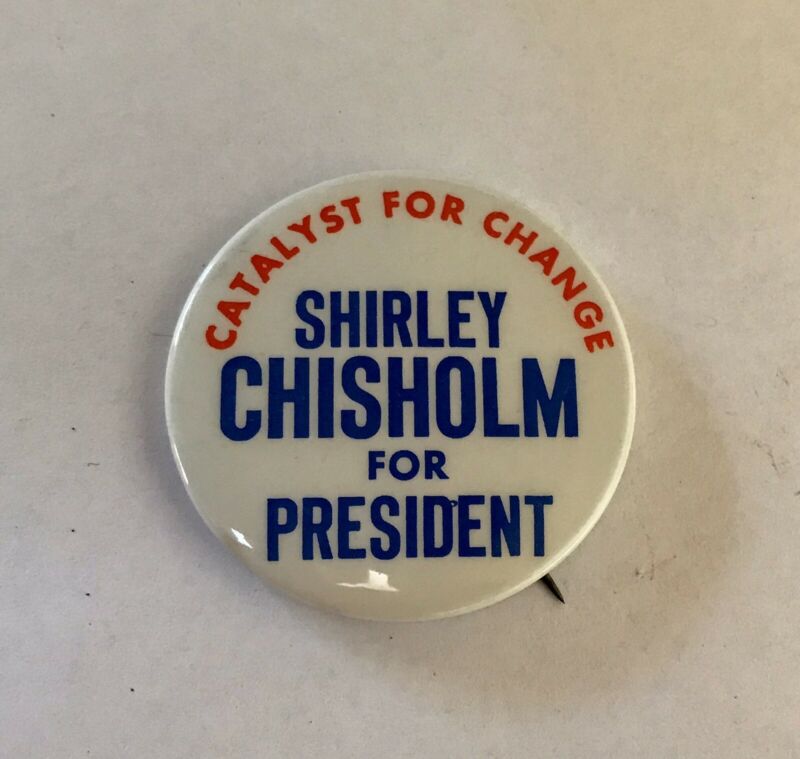 CATALYST FOR CHANGE
SHIRLEY
CHISHOLM
FOR
PRESIDENT